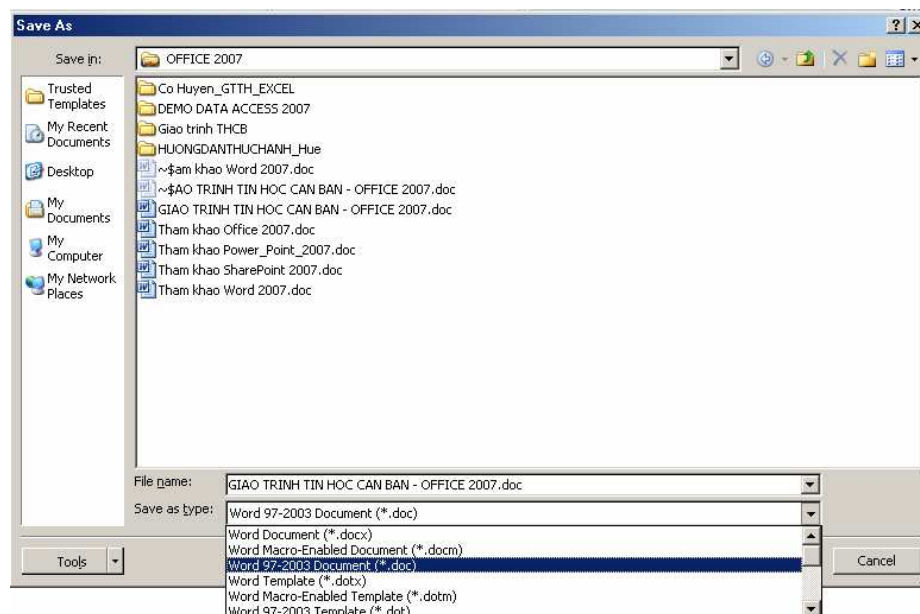 Save As
Save in:
OFFICE 2007
Trusted
Templates
My Recent
Documents
Desktop
My
Documents
My
Computer
My Network
Places
Co Huyen_GTTH_EXCEL
DEMO DATA ACCESS 2007
Giao trinh THCB
HUONGDANTHUCHANH_Hue
~$am khao Word 2007.doc
~$AO TRINH TIN HOC CAN BAN - OFFICE 2007.doc
GIAO TRINH TIN HOC CAN BAN - OFFICE 2007.doc
Tham khao Office 2007.doc
Tham khao Power_Point_2007.doc
Tham khao SharePoint 2007.doc
Tham khao Word 2007.doc
File name:
GIAO TRINH TIN HOC CAN BAN - OFFICE 2007.doc
Save as type:
Word 97-2003 Document (*.doc)
Word Document (*.docx)
Word Macro-Enabled Document (*.docm)
Word 97-2003 Document (*.doc)
Word Template (*.dotx)
Word Macro-Enabled Template (*.dotm)
Word 97-2003 Template (*.dot)
Tools
Cancel